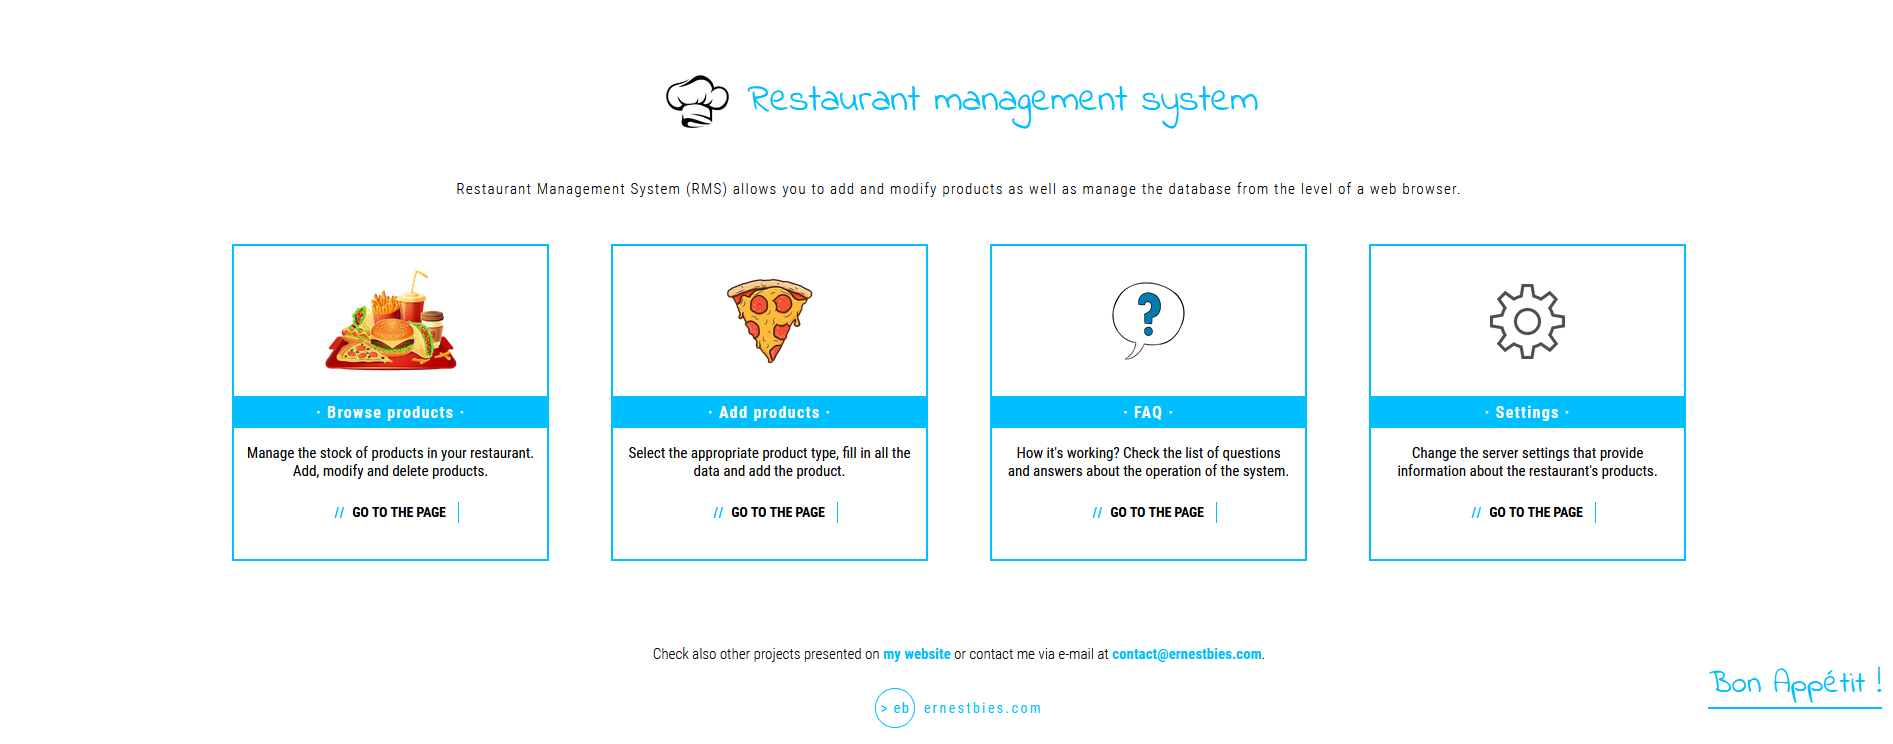 Restaurant management system
Restaurant Management System (RMS) allows you to add and modify products as well as manage the database from the level of a web browser.
?
· Browse products ·
Manage the stock of products in your restaurant.
Add, modify and delete products.
// GO TO THE PAGE
· Add products ·
Select the appropriate product type, fill in all the
data and add the product.
// GO TO THE PAGE
· FAQ ·
How it's working? Check the list of questions
and answers about the operation of the system.
// GO TO THE PAGE
· Settings ·
Change the server settings that provide
information about the restaurant's products.
// GO TO THE PAGE
Check also other projects presented on my website or contact me via e-mail at contact@ernestbies.com.
Bon Appétit !
> eb ernestbies.com